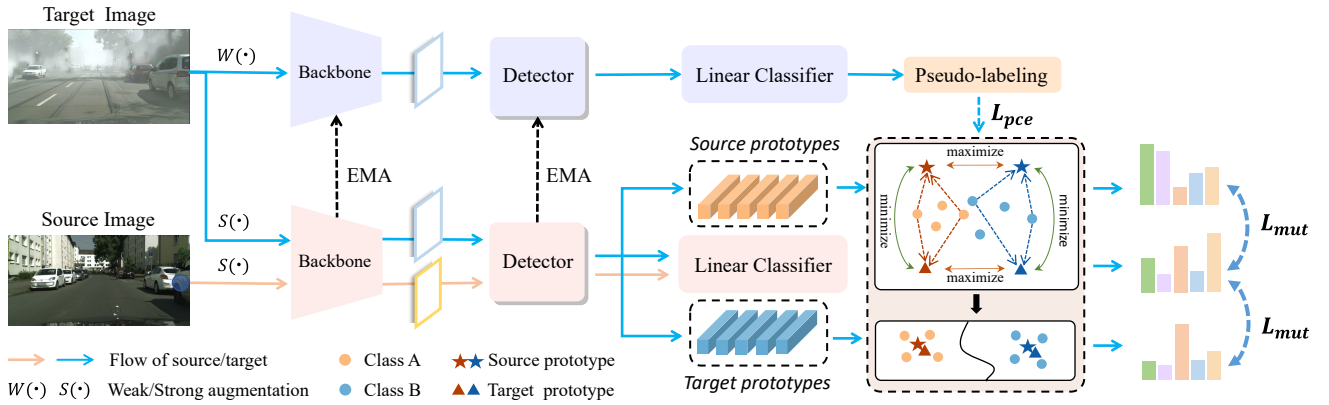 Target Image
W(·)
Backbone
Detector
Linear Classifier
Pseudo-labeling
L_pce
EMA
EMA
Source prototypes
maximize
minimize
minimize
maximize
L_mut
Source Image
S(·)
S(·)
Backbone
Detector
Linear Classifier
L_mut
Target prototypes
Flow of source/target
Class A
Source prototype
W(·) S(·) Weak/Strong augmentation
Class B
Target prototype